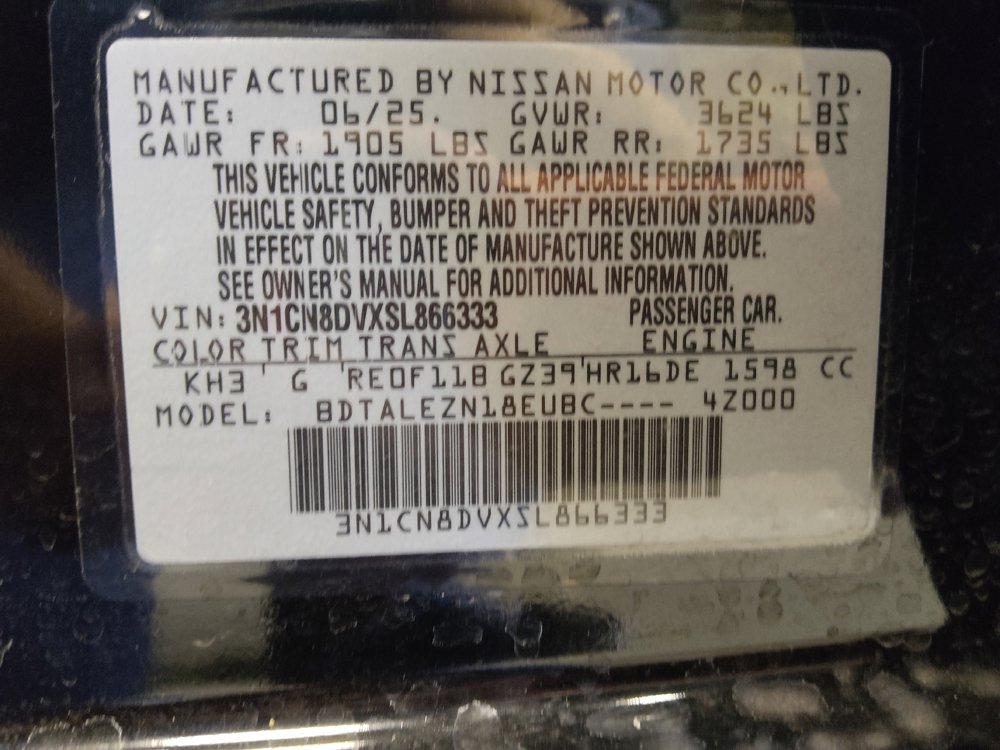 MANUFACTURED BY NISSAN MOTOR CO.,LTD.
DATE: 06/25. GVWR: 3624 LBS
GAWR FR: 1905 LBS GAWR RR: 1735 LBS
THIS VEHICLE CONFORMS TO ALL APPLICABLE FEDERAL MOTOR
VEHICLE SAFETY, BUMPER AND THEFT PREVENTION STANDARDS
IN EFFECT ON THE DATE OF MANUFACTURE SHOWN ABOVE.
SEE OWNER'S MANUAL FOR ADDITIONAL INFORMATION.
VIN: 3N1CN8DVXSL866333 PASSENGER CAR.
COLOR TRIM TRANS AXLE ENGINE
KH3 ' G 'RE0F11B GZ39'HR16DE 1598 CC
MODEL: BDTALEZN18EUBC---- 4Z000
3N1CN8DVXSL866333